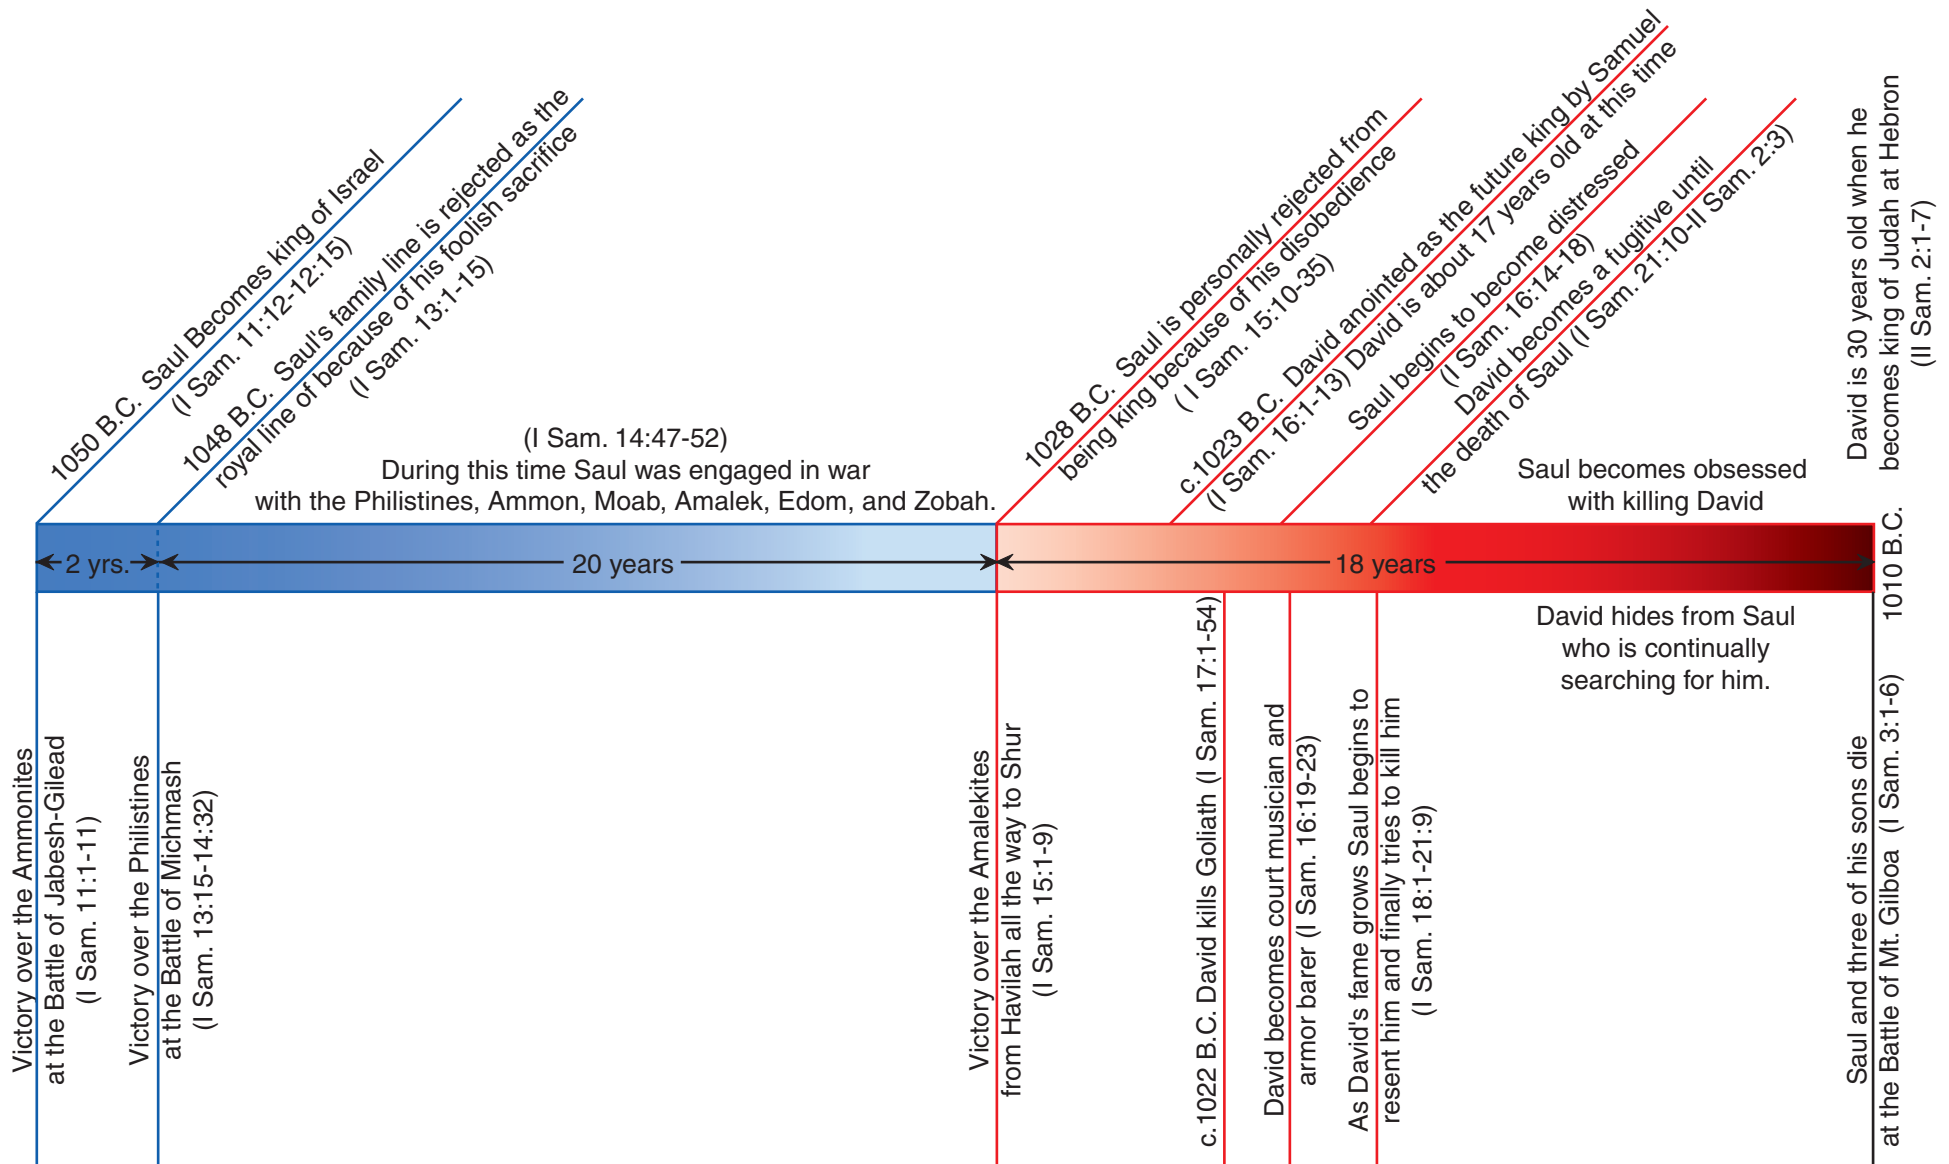 1050 B.C.  Saul Becomes king of Israel
(I Sam. 11:12-12:15)
1048 B.C.  Saul's family line is rejected as the
royal line of because of his foolish sacrifice
(I Sam. 13:1-15)
(I Sam. 14:47-52)
During this time Saul was engaged in war
with the Philistines, Ammon, Moab, Amalek, Edom, and Zobah.
1028 B.C.  Saul is personally rejected from
being king because of his disobedience
( I Sam. 15:10-35)
c.1023 B.C.  David anointed as the future king by Samuel
(I Sam. 16:1-13) David is about 17 years old at this time
Saul begins to become distressed
(I Sam. 16:14-18)
David becomes a fugitive until
the death of Saul (I Sam. 21:10-II Sam. 2:3)
Saul becomes obsessed
with killing David
David is 30 years old when he
becomes king of Judah at Hebron
(II Sam. 2:1-7)
2 yrs.
20 years
18 years
1010 B.C.
David hides from Saul
who is continually
searching for him.
Victory over the Ammonites
at the Battle of Jabesh-Gilead
(I Sam. 11:1-11)
Victory over the Philistines
at the Battle of Michmash
(I Sam. 13:15-14:32)
Victory over the Amalekites
from Havilah all the way to Shur
(I Sam. 15:1-9)
c.1022 B.C. David kills Goliath (I Sam. 17:1-54)
David becomes court musician and
armor barer (I Sam. 16:19-23)
As David's fame grows Saul begins to
resent him and finally tries to kill him
(I Sam. 18:1-21:9)
Saul and three of his sons die
at the Battle of Mt. Gilboa  (I Sam. 3:1-6)